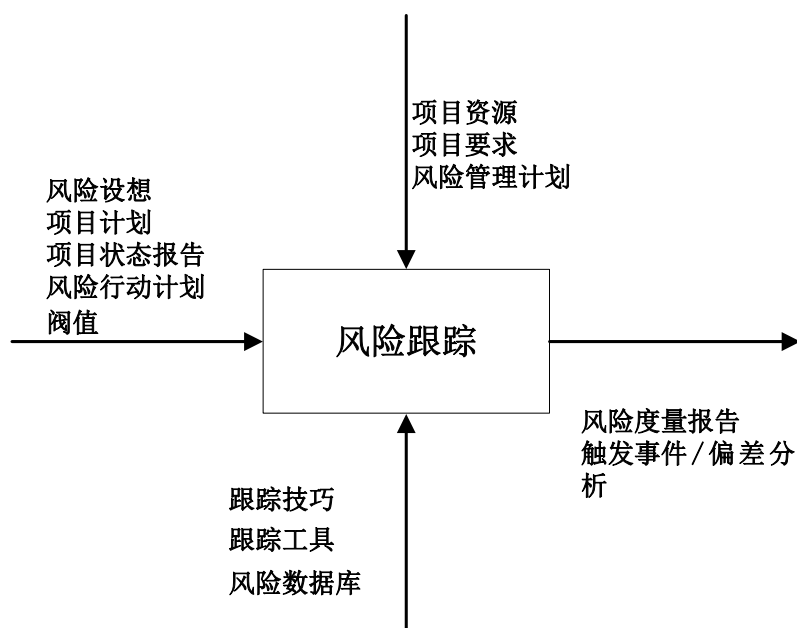 项目资源
项目要求
风险管理计划
风险设想
项目计划
项目状态报告
风险行动计划
阀值
风险跟踪
风险度量报告
触发事件/偏差分
析
跟踪技巧
跟踪工具
风险数据库